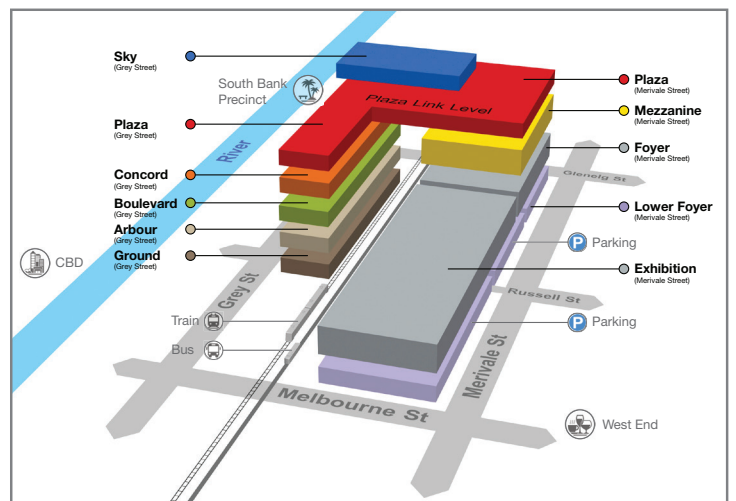 Sky
(Grey Street)
South Bank
Precinct
Plaza
(Grey Street)
River
Concord
(Grey Street)
Boulevard
(Grey Street)
Arbour
(Grey Street)
Ground
(Grey Street)
CBD
Grey St
Train
Bus
Plaza Link Level
Plaza
(Merivale Street)
Mezzanine
(Merivale Street)
Foyer
(Merivale Street)
Glenelg St
Lower Foyer
(Merivale Street)
P Parking
Exhibition
(Merivale Street)
Russell St
P Parking
Merivale St
Melbourne St
West End